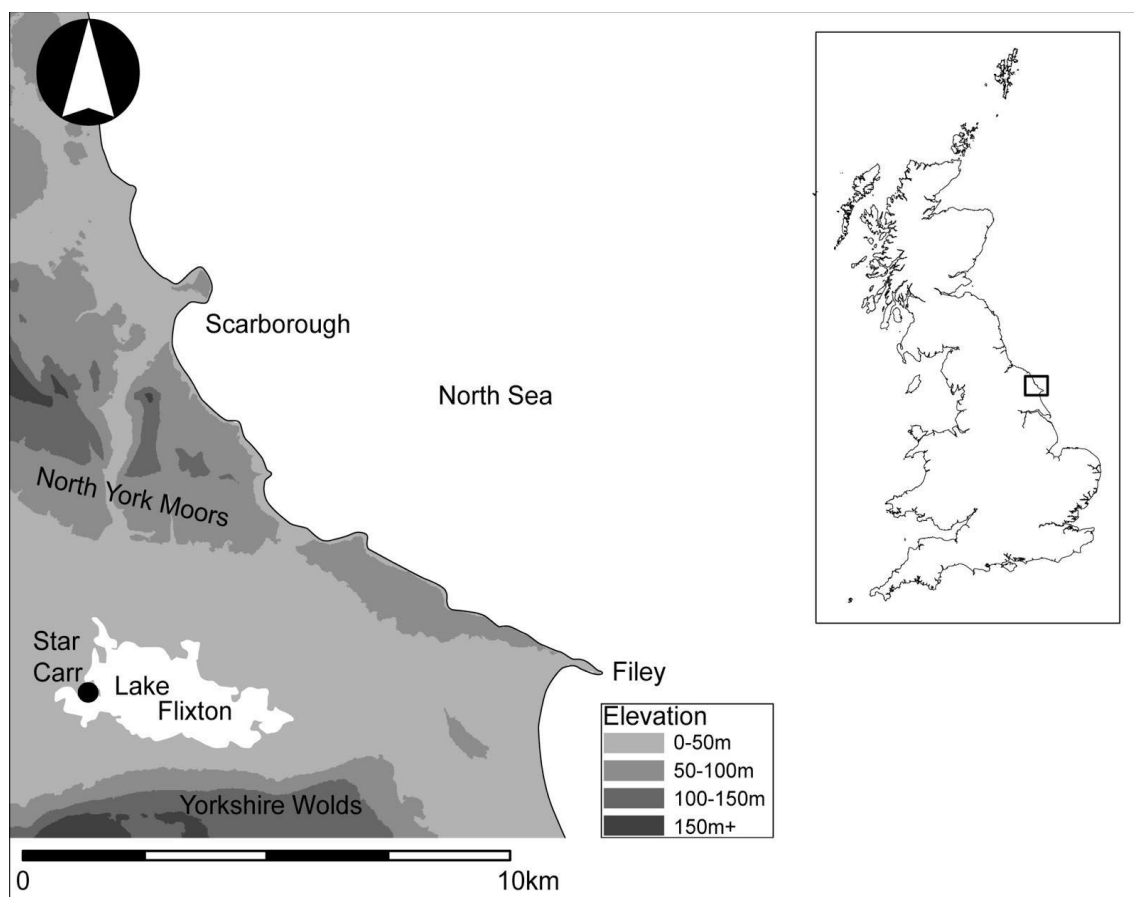 Scarborough
North Sea
North York Moors
Star
Carr
Lake
Flixton
Filey
Elevation
0-50m
50-100m
100-150m
150m+
Yorkshire Wolds
0
10km